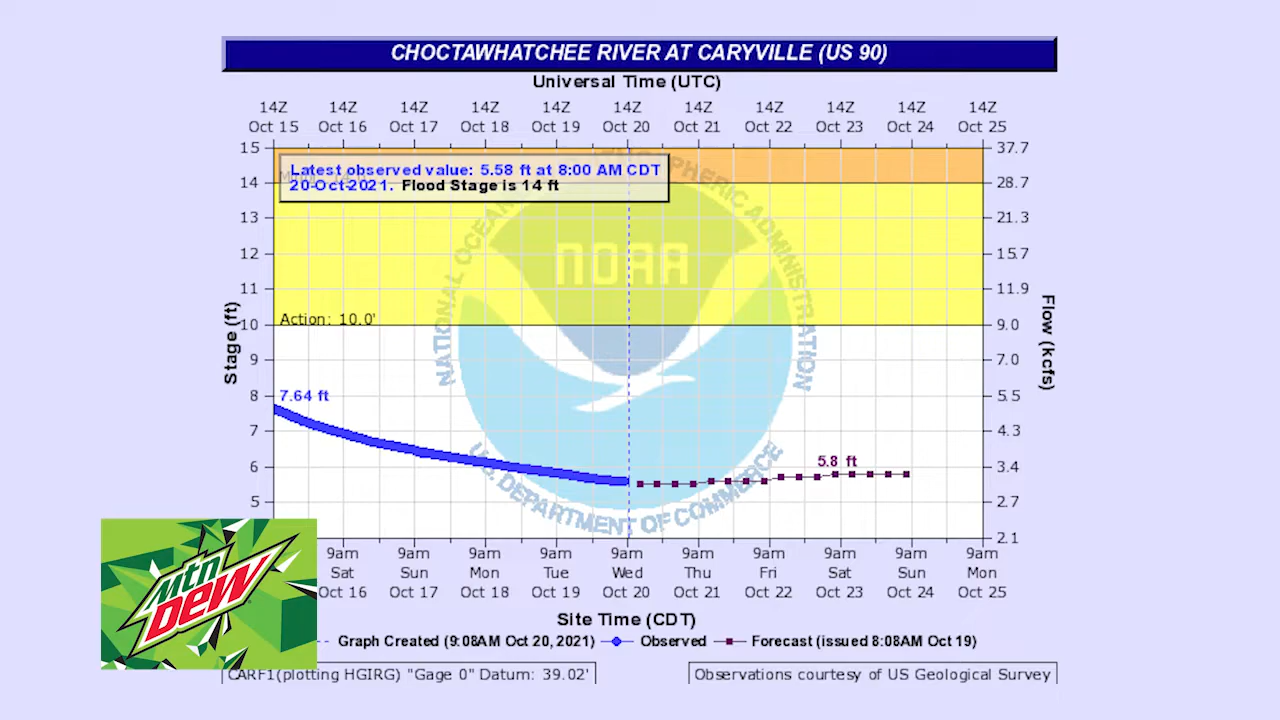 CHOCTAWHATCHEE RIVER AT CARYVILLE (US 90)
Universal Time (UTC)
14Z 14Z 14Z 14Z 14Z 14Z 14Z 14Z 14Z 14Z 14Z
Oct 15 Oct 16 Oct 17 Oct 18 Oct 19 Oct 20 Oct 21 Oct 22 Oct 23 Oct 24 Oct 25
15 37.7
Latest observed value: 5.58 ft at 8:00 AM CDT
20-Oct-2021. Flood Stage is 14 ft
14 28.7
13 21.3
12 15.7
11 11.9
Action: 10.0'
10 9.0
9 7.0
8 5.5
7.64 ft
7 4.3
5.8 ft
6 3.4
5 2.7
2.1
Stage (ft)
Flow (kcfs)
NATIONAL OCEANIC AND ATMOSPHERIC ADMINISTRATION
NOAA
U.S. DEPARTMENT OF COMMERCE
9am 9am 9am 9am 9am 9am 9am 9am 9am 9am
Sat Sun Mon Tue Wed Thu Fri Sat Sun Mon
Oct 16 Oct 17 Oct 18 Oct 19 Oct 20 Oct 21 Oct 22 Oct 23 Oct 24 Oct 25
Site Time (CDT)
Graph Created (9:08AM Oct 20, 2021) Observed Forecast (issued 8:08AM Oct 19)
CARF1(plotting HGIRG) "Gage 0" Datum: 39.02'
Observations courtesy of US Geological Survey
mtn
DEW